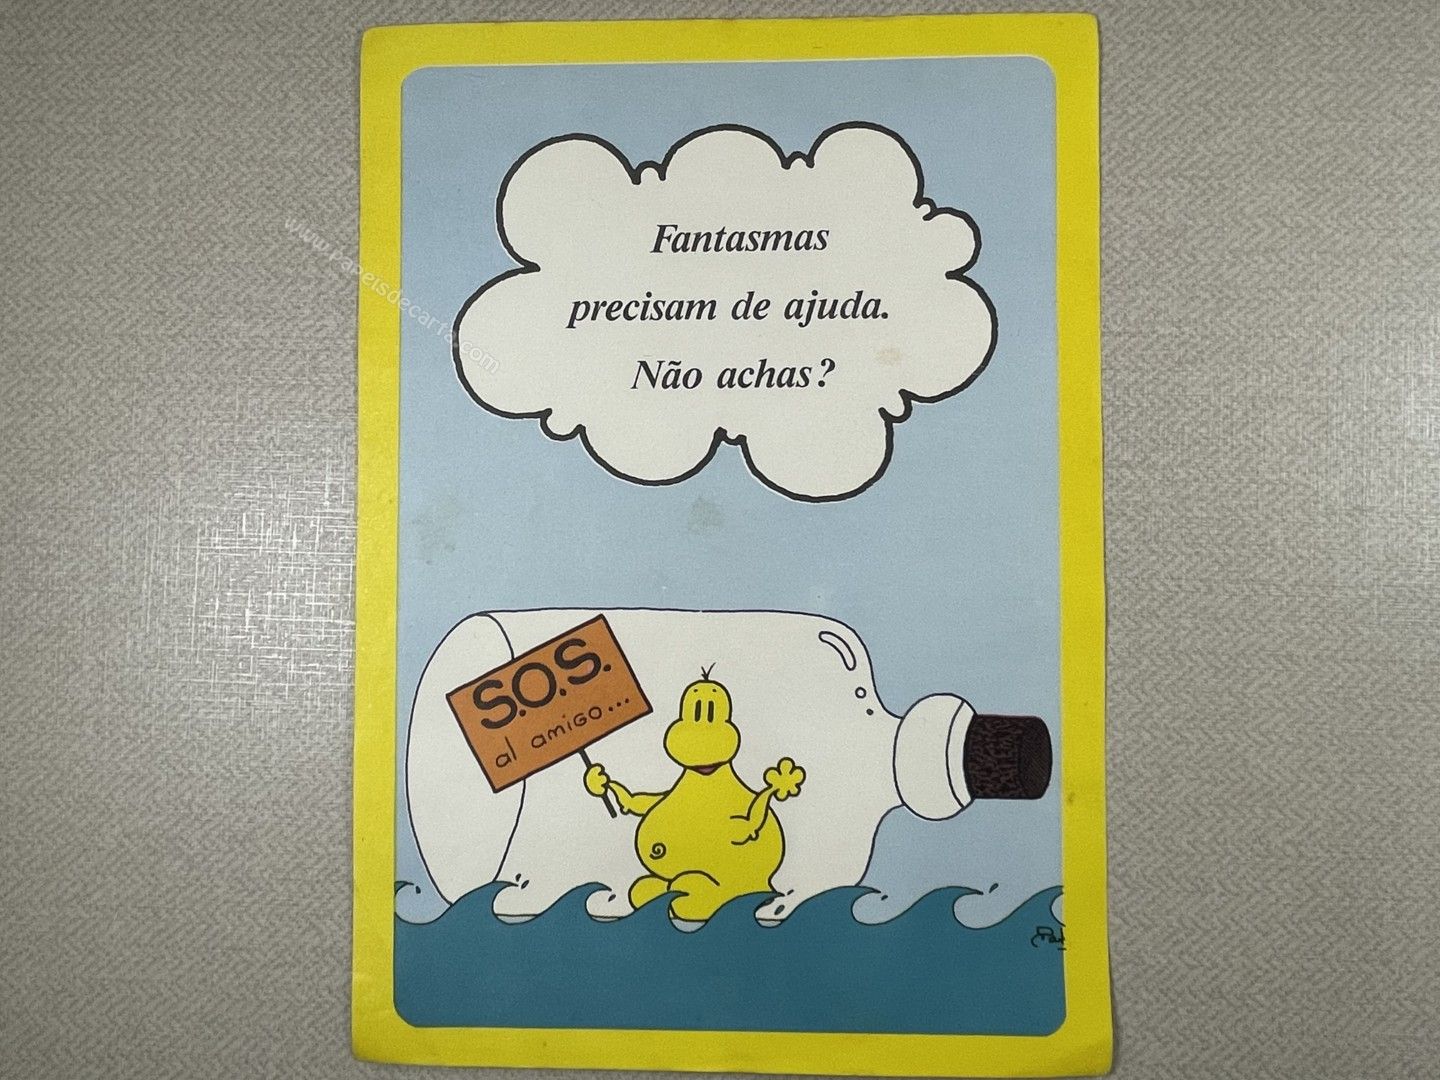 www.papeisdecarta.com
Fantasmas
precisam de ajuda.
Não achas?
S.O.S.
al amiGO...